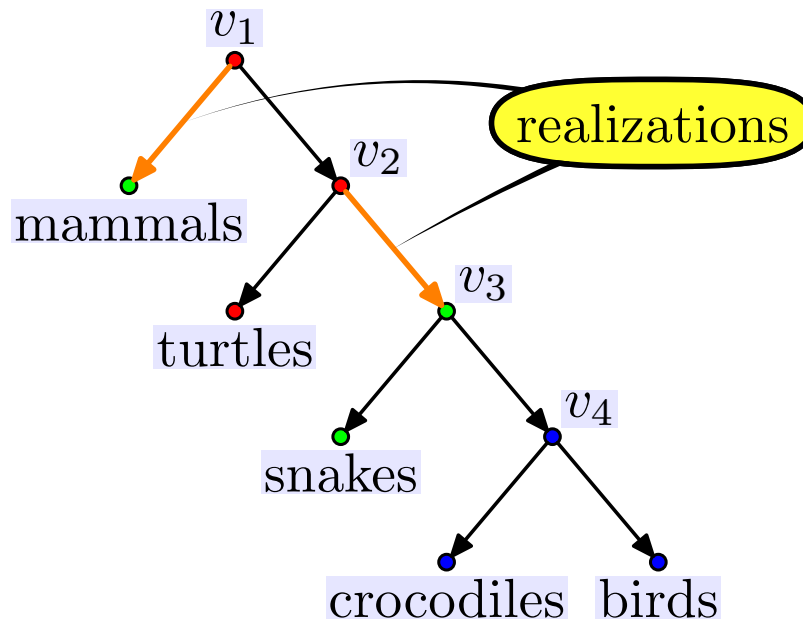 v1
realizations
v2
mammals
v3
turtles
v4
snakes
crocodiles
birds